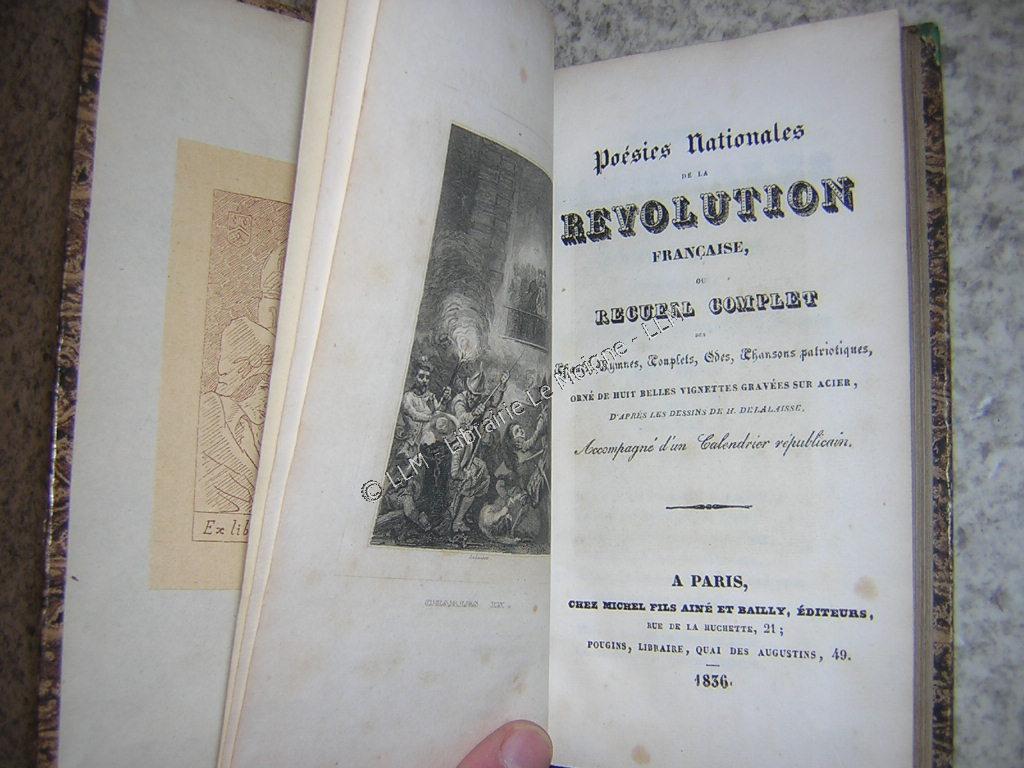 Ex lib
CHARLES IX.
Poésies Nationales
DE LA
REVOLUTION
FRANÇAISE,
OU
RECUEIL COMPLET
DES
Hymnes, Couplets, Odes, Chansons patriotiques,
ORNÉ DE HUIT BELLES VIGNETTES GRAVÉES SUR ACIER,
D'APRÈS LES DESSINS DE H. DELALAISSE.
Accompagné d'un Calendrier républicain.
A PARIS,
CHEZ MICHEL FILS AINÉ ET BAILLY, ÉDITEURS,
RUE DE LA HUCHETTE, 21;
POUGINS, LIBRAIRE, QUAI DES AUGUSTINS, 49.
1836.
© LLM - Librairie Le Moigne - LLM